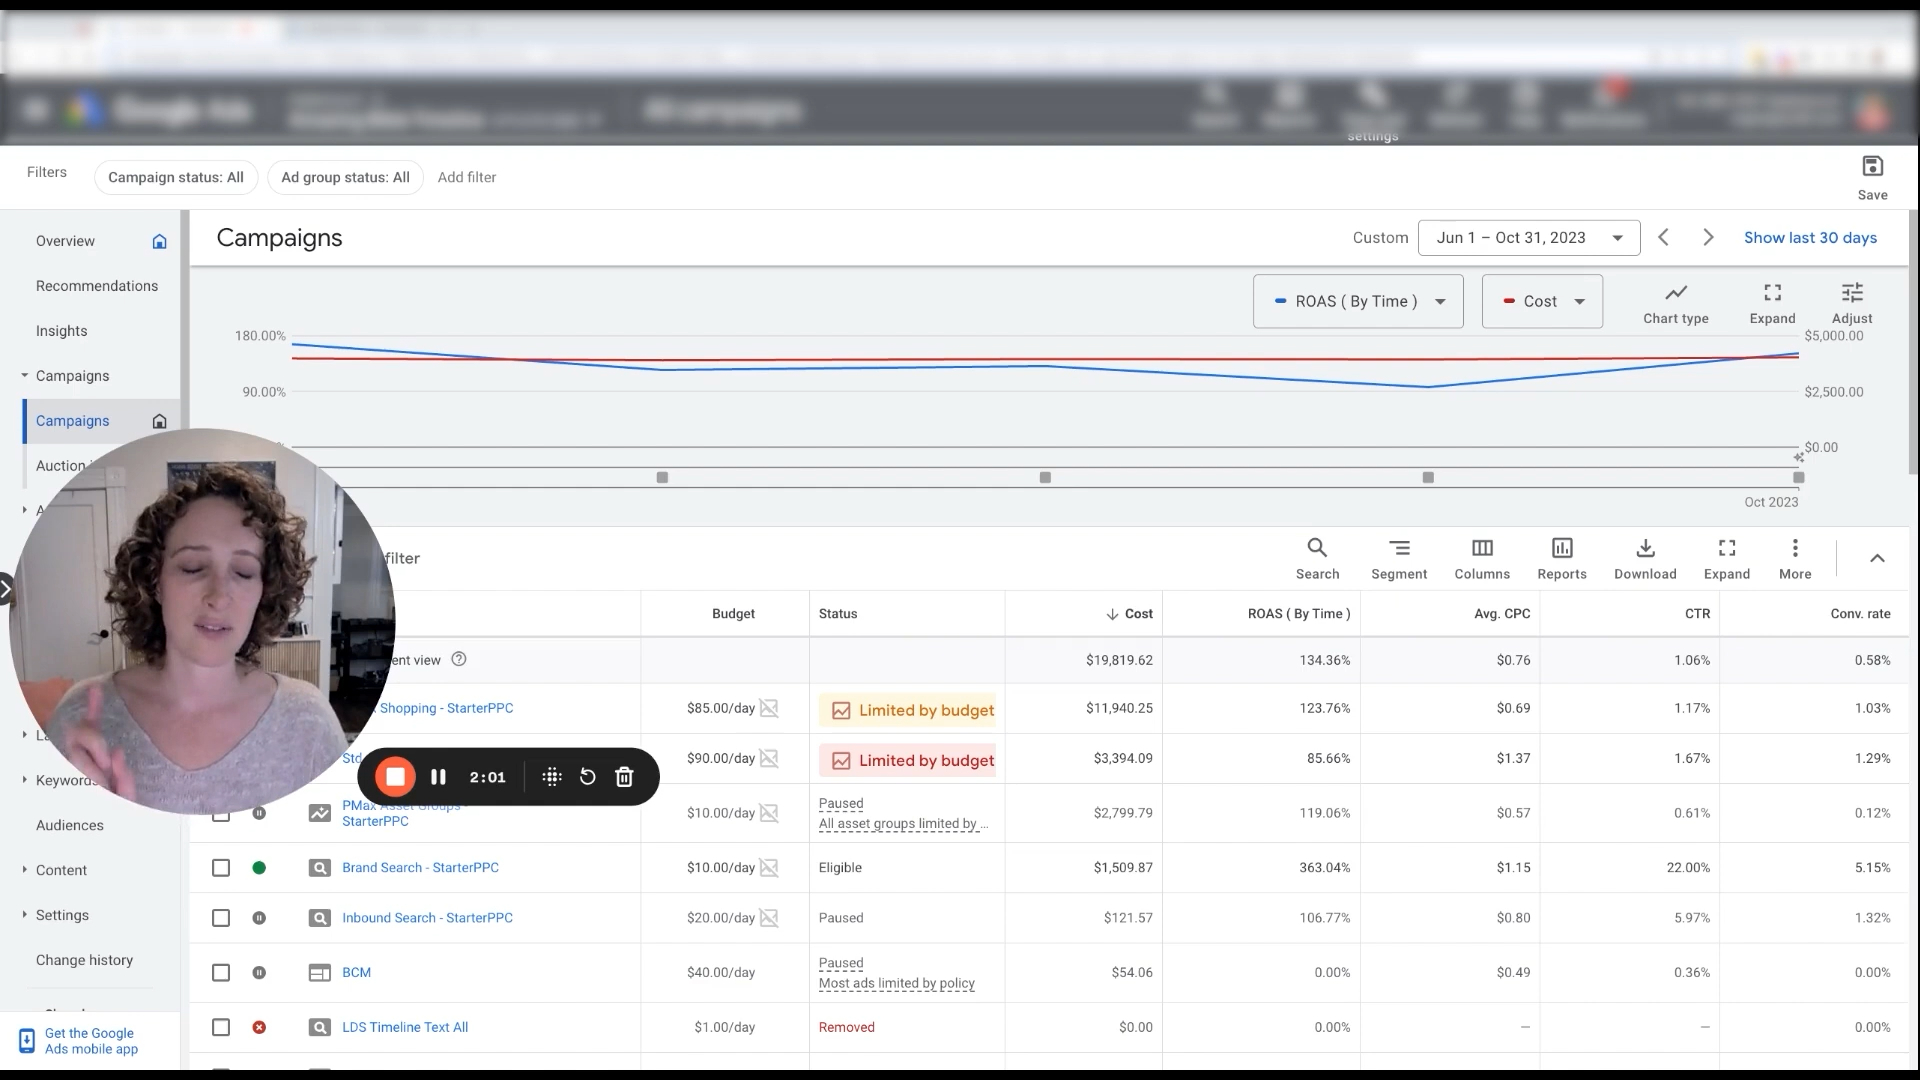 settings
Filters
Campaign status: All
Ad group status: All
Add filter
Save
Overview
Recommendations
Insights
Campaigns
Campaigns
Auction
Keywords
Audiences
Content
Settings
Change history
Get the Google
Ads mobile app
Campaigns
Custom
Jun 1 – Oct 31, 2023
Show last 30 days
ROAS ( By Time )
Cost
Chart type
Expand
Adjust
180.00%
$5,000.00
90.00%
$2,500.00
$0.00
Oct 2023
filter
Search
Segment
Columns
Reports
Download
Expand
More
Budget
Status
Cost
ROAS ( By Time )
Avg. CPC
CTR
Conv. rate
view
$19,819.62
134.36%
$0.76
1.06%
0.58%
Shopping - StarterPPC
$85.00/day
Limited by budget
$11,940.25
123.76%
$0.69
1.17%
1.03%
Std
$90.00/day
Limited by budget
$3,394.09
85.66%
$1.37
1.67%
1.29%
2:01
PMax Asset Groups -
StarterPPC
$10.00/day
Paused
All asset groups limited by ...
$2,799.79
119.06%
$0.57
0.61%
0.12%
Brand Search - StarterPPC
$10.00/day
Eligible
$1,509.87
363.04%
$1.15
22.00%
5.15%
Inbound Search - StarterPPC
$20.00/day
Paused
$121.57
106.77%
$0.80
5.97%
1.32%
BCM
$40.00/day
Paused
Most ads limited by policy
$54.06
0.00%
$0.49
0.36%
0.00%
LDS Timeline Text All
$1.00/day
Removed
$0.00
0.00%
—
—
0.00%